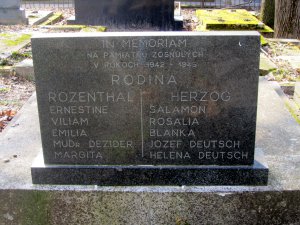 IN MEMORIAM
NA PAMIATKU ZOSNULÝCH
V ROKOCH 1942 - 1945
RODINA
ROZENTHAL HERZOG
ERNESTINE SALAMON
VILIAM ROSALIA
EMILIA BLANKA
MUDR DEZIDER JOZEF DEUTSCH
MARGITA HELENA DEUTSCH